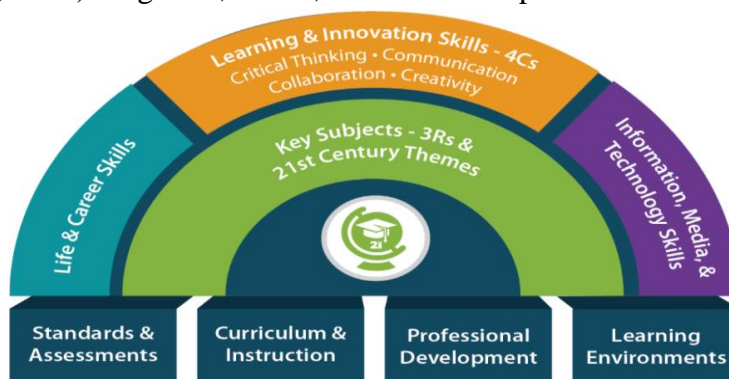 Learning & Innovation Skills - 4Cs
Critical Thinking • Communication
Collaboration • Creativity
Life & Career Skills
Key Subjects - 3Rs &
21st Century Themes
Information, Media, &
Technology Skills
21
Standards &
Assessments
Curriculum &
Instruction
Professional
Development
Learning
Environments